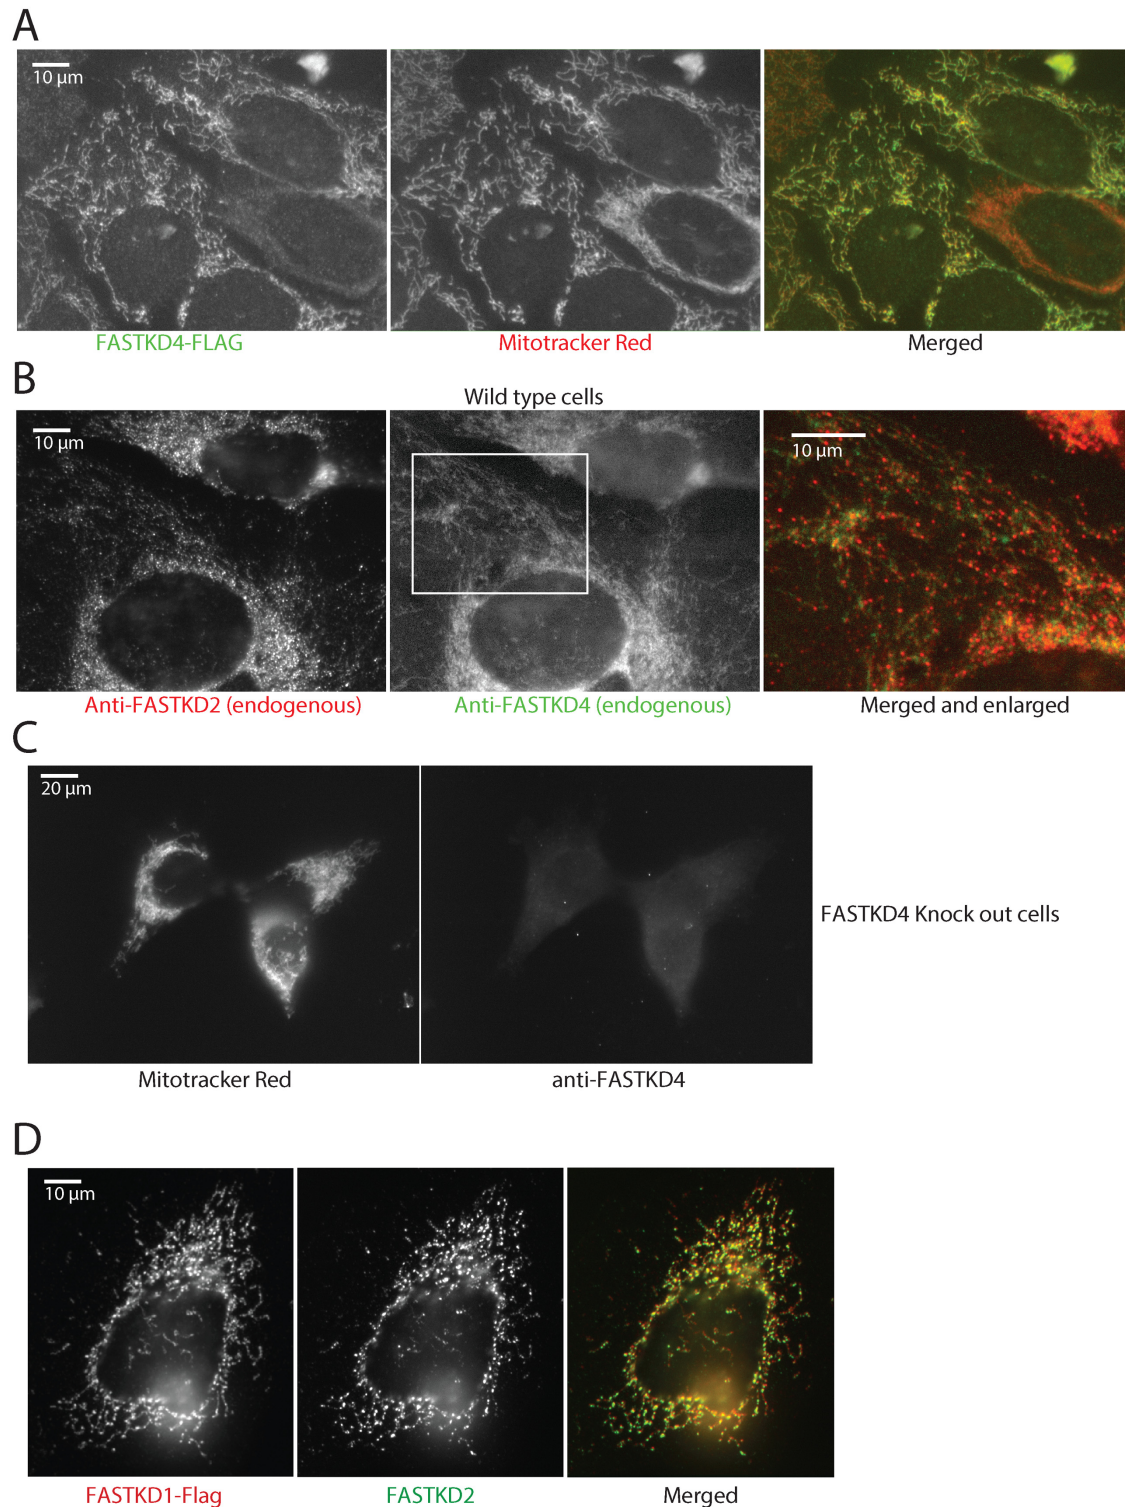 A
10 µm
FASTKD4-FLAG
Mitotracker Red
Merged
B
Wild type cells
10 µm
10 µm
Anti-FASTKD2 (endogenous)
Anti-FASTKD4 (endogenous)
Merged and enlarged
C
20 µm
FASTKD4 Knock out cells
Mitotracker Red
anti-FASTKD4
D
10 µm
FASTKD1-Flag
FASTKD2
Merged